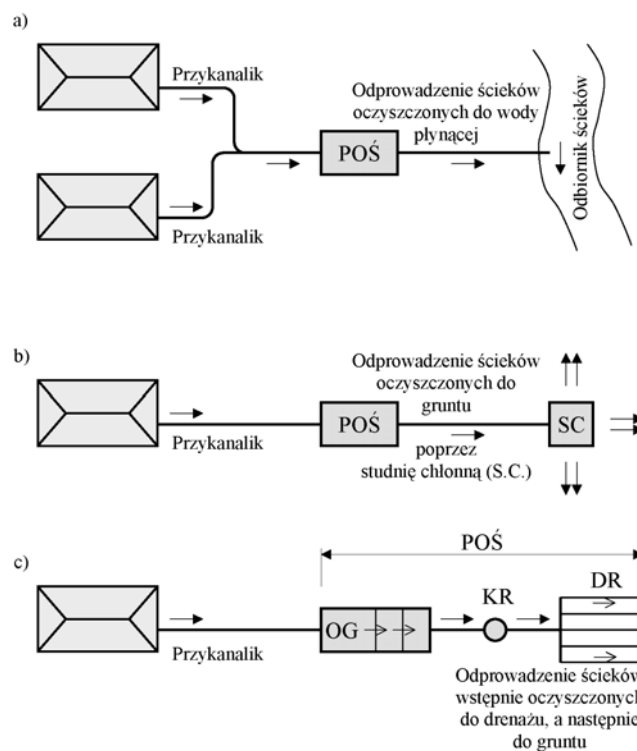 a)
Przykanalik
Przykanalik
POŚ
Odprowadzenie ścieków
oczyszczonych do wody
płynącej
Odbiornik ścieków
b)
Przykanalik
POŚ
Odprowadzenie ścieków
oczyszczonych do
gruntu
poprzez
studnię chłonną (S.C.)
SC
c)
Przykanalik
POŚ
OG
KR
DR
Odprowadzenie ścieków
wstępnie oczyszczonych
do drenażu, a następnie
do gruntu